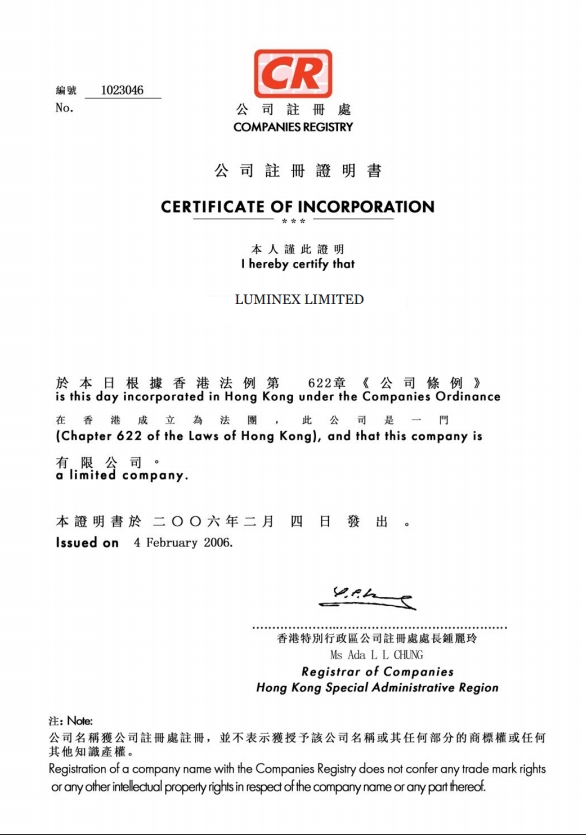 CR
編號 1023046
No.
公司註冊處
COMPANIES REGISTRY
公司註冊證明書
CERTIFICATE OF INCORPORATION
***
本人謹此證明
I hereby certify that
LUMINEX LIMITED
於本日根據香港法例第 622章《公司條例》
is this day incorporated in Hong Kong under the Companies Ordinance
在香港成立為法團，此公司是一門
(Chapter 622 of the Laws of Hong Kong), and that this company is
有限公司。
a limited company.
本證明書於二〇〇六年二月四日發出。
Issued on 4 February 2006.
香港特別行政區公司註冊處處長鍾麗玲
Ms Ada L L CHUNG
Registrar of Companies
Hong Kong Special Administrative Region
注: Note:
公司名稱獲公司註冊處註冊，並不表示獲授予該公司名稱或其任何部分的商標權或任何
其他知識產權。
Registration of a company name with the Companies Registry does not confer any trade mark rights
or any other intellectual property rights in respect of the company name or any part thereof.